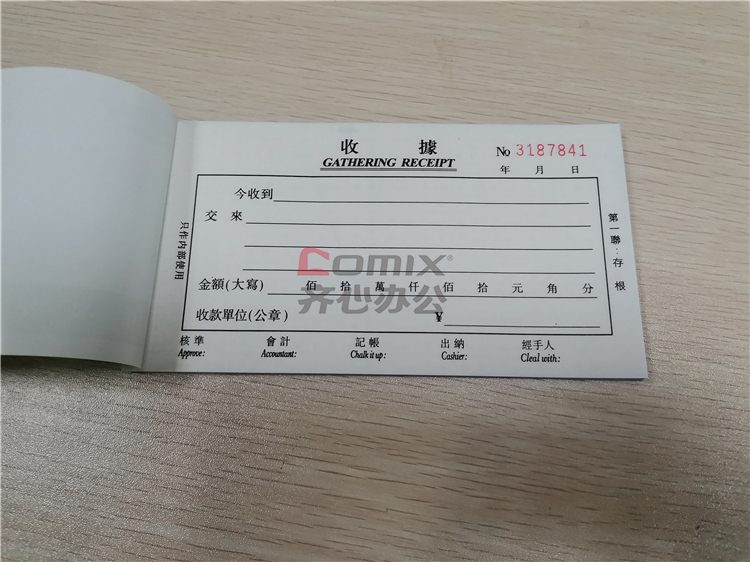 收 據
GATHERING RECEIPT
No 3187841
年 月 日
今收到
交 來
金額(大寫) 佰 拾 萬 仟 佰 拾 元 角 分
收款單位(公章) ¥
核 準 會 計 記 帳 出 納 經手人
Approve: Accountant: Chalk it up: Cashier: Cleal with:
只作内部使用
第一聯:存根
comix®
齐心办公